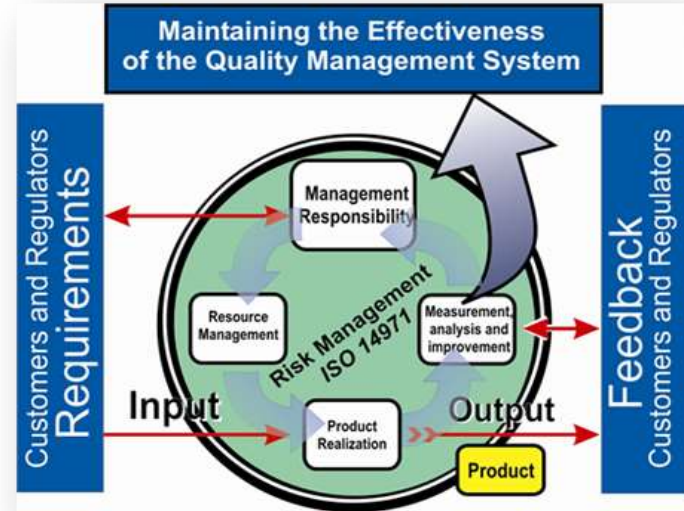 Maintaining the Effectiveness
of the Quality Management System
Customers and Regulators
Requirements
Management
Responsibility
Resource
Management
Risk Management
ISO 14971
Measurement,
analysis and
improvement
Input
Product
Realization
Output
Product
Feedback
Customers and Regulators